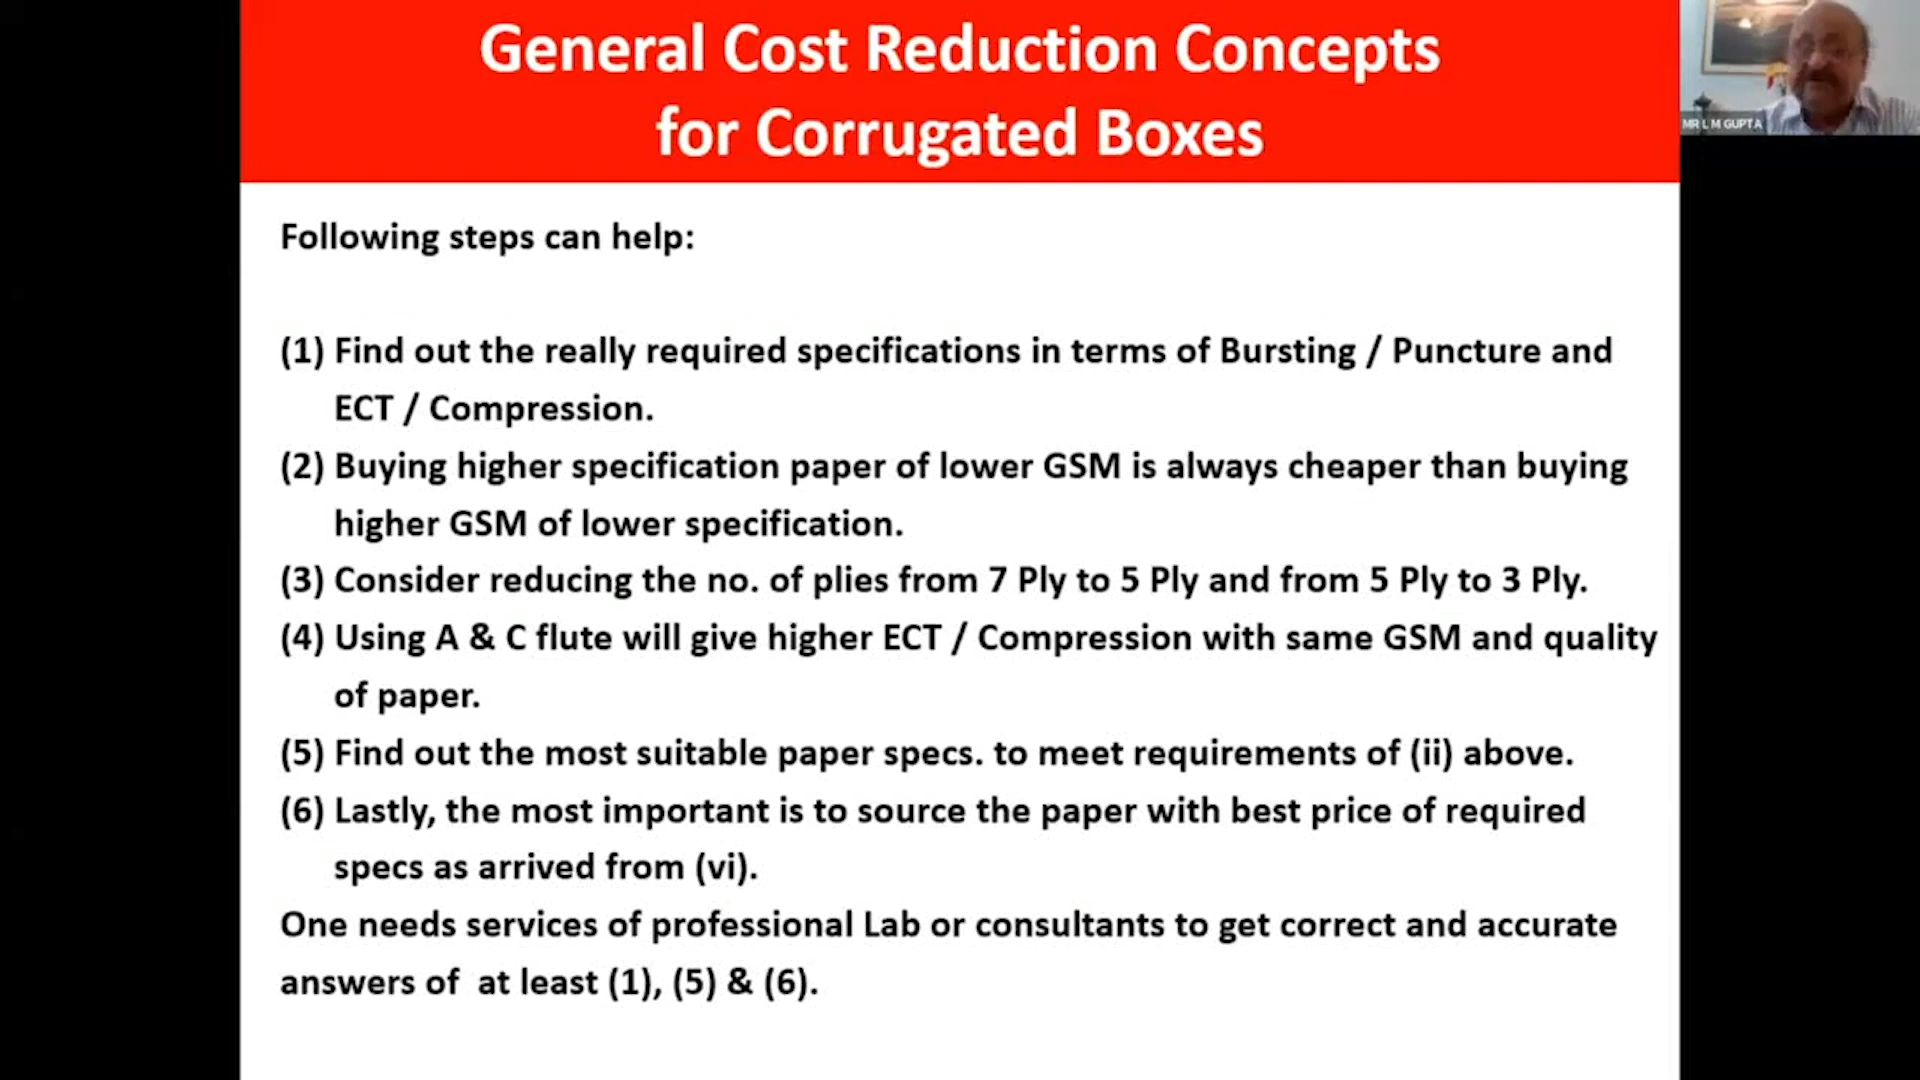 General Cost Reduction Concepts
for Corrugated Boxes
MR L M GUPTA
Following steps can help:
(1) Find out the really required specifications in terms of Bursting / Puncture and
ECT / Compression.
(2) Buying higher specification paper of lower GSM is always cheaper than buying
higher GSM of lower specification.
(3) Consider reducing the no. of plies from 7 Ply to 5 Ply and from 5 Ply to 3 Ply.
(4) Using A & C flute will give higher ECT / Compression with same GSM and quality
of paper.
(5) Find out the most suitable paper specs. to meet requirements of (ii) above.
(6) Lastly, the most important is to source the paper with best price of required
specs as arrived from (vi).
One needs services of professional Lab or consultants to get correct and accurate
answers of at least (1), (5) & (6).